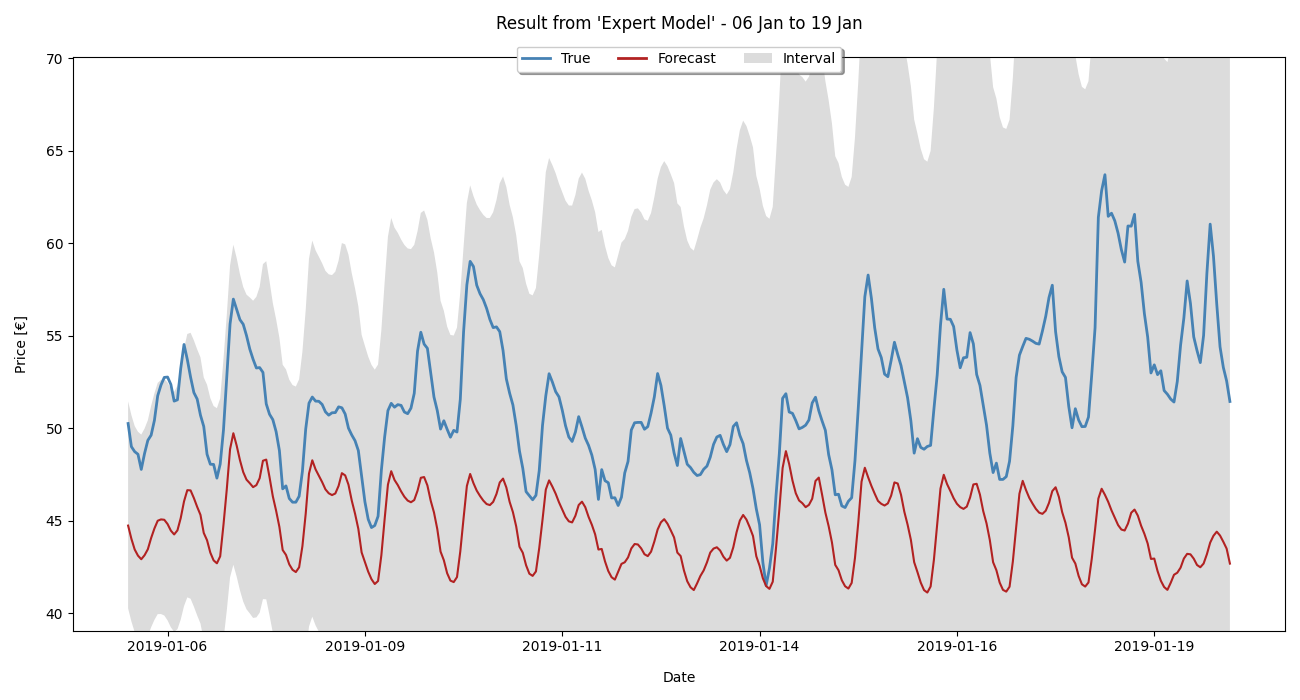 Result from 'Expert Model' - 06 Jan to 19 Jan
True Forecast Interval
Price [€]
70
65
60
55
50
45
40
2019-01-06 2019-01-09 2019-01-11 2019-01-14 2019-01-16 2019-01-19
Date